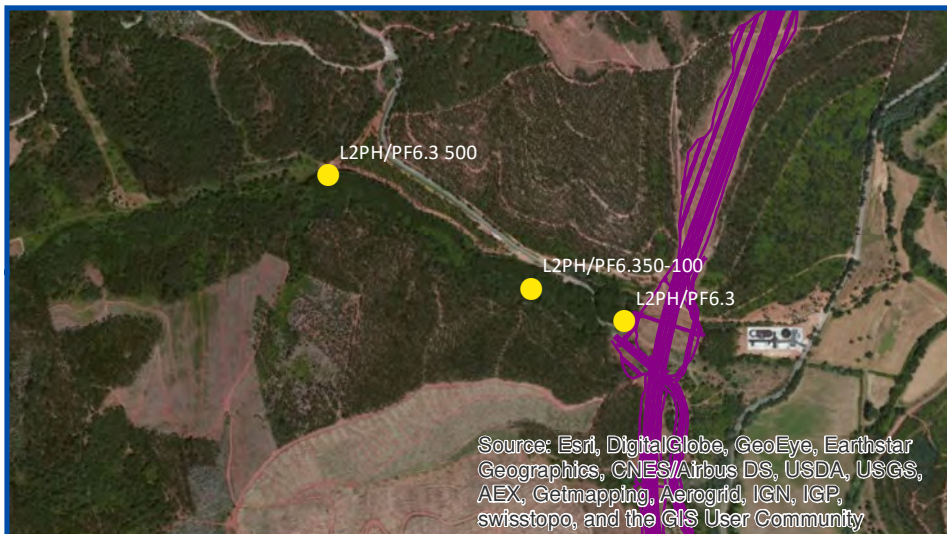 L2PH/PF6.3 500
L2PH/PF6.350-100
L2PH/PF6.3
Source: Esri, DigitalGlobe, GeoEye, Earthstar
Geographics, CNES/Airbus DS, USDA, USGS,
AEX, Getmapping, Aerogrid, IGN, IGP,
swisstopo, and the GIS User Community